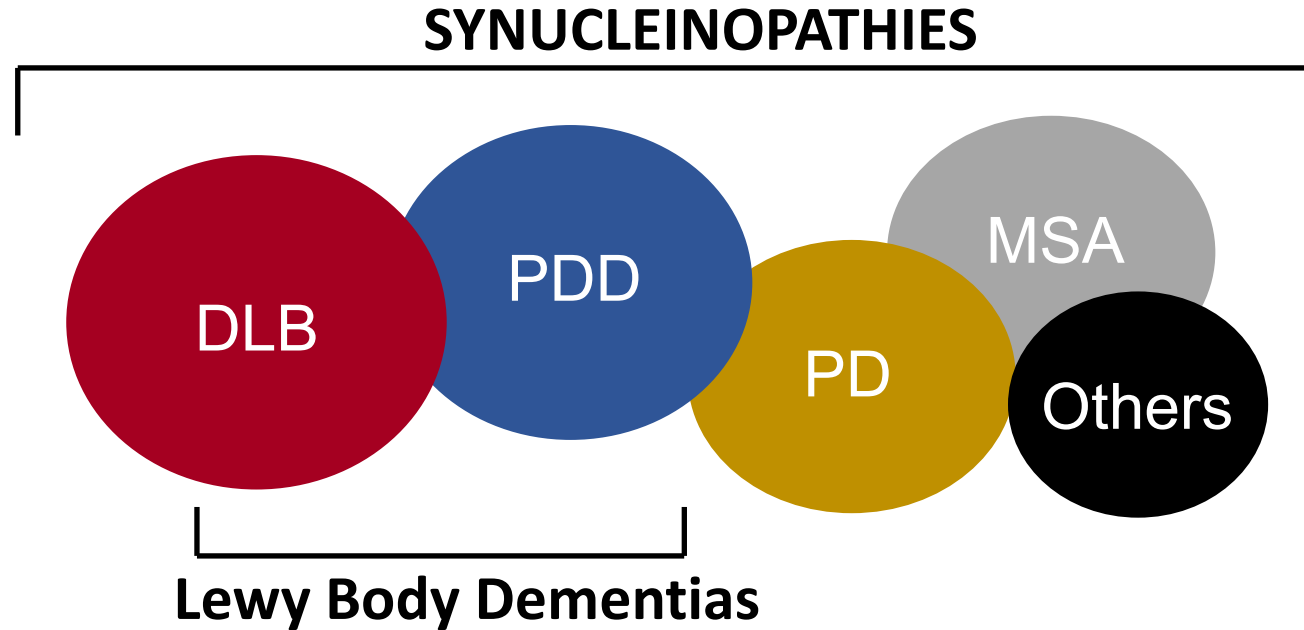 SYNUCLEINOPATHIES
DLB
PDD
PD
MSA
Others
Lewy Body Dementias